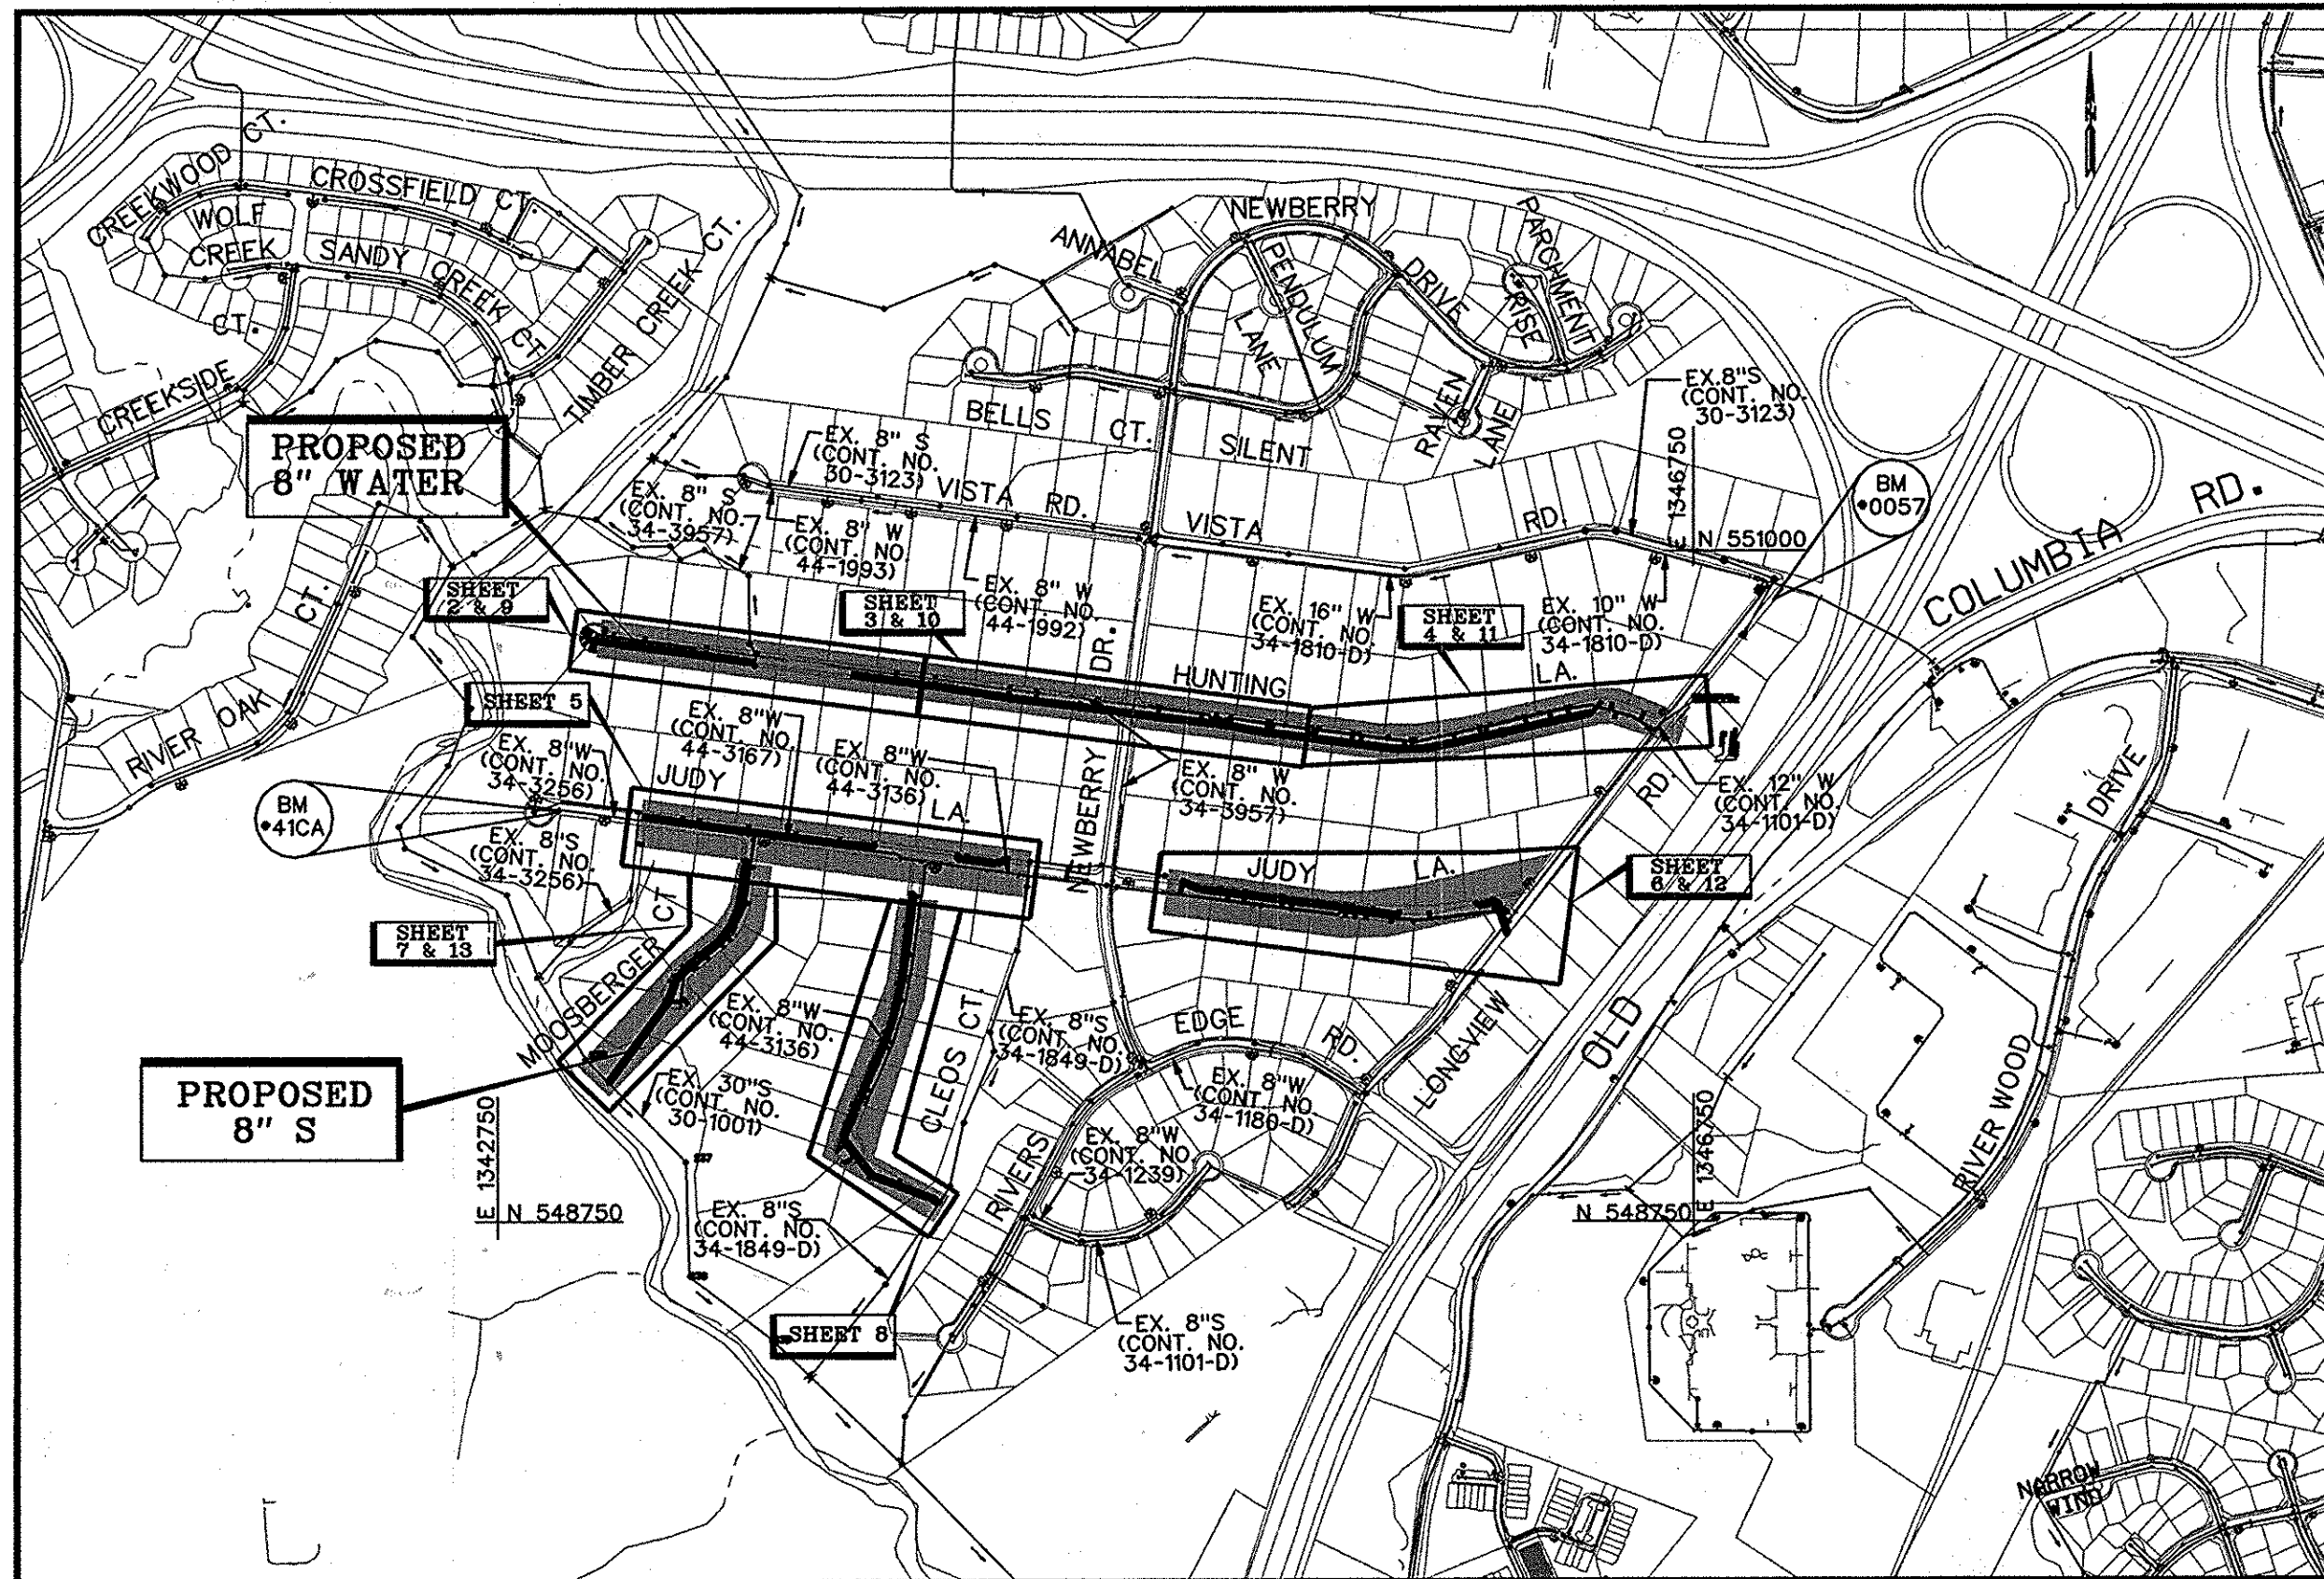 CREEKWOOD CT.
CROSSFIELD CT.
WOLF
CREEK
CT.
SANDY CREEK CT.
TIMBER CREEK CT.
CREEKSIDE
NEWBERRY
DRIVE
ANNABEL
PENDULUM
LANE
PARCHMENT
RISE
RAVEN
LANE
BELLS CT.
SILENT
PROPOSED
8" WATER
EX. 8" S
(CONT. NO.
30-3123)
EX. 8" S
(CONT. NO.
34-3957)
EX. 8" W
(CONT. NO
44-1993)
VISTA RD.
EX. 8" W
(CONT. NO.
44-1992)
VISTA RD.
EX.8"S
(CONT. NO.
30-3123)
E 1346750
N 551000
BM
0057
COLUMBIA RD.
OLD
EX. 16" W
(CONT. NO.
34-1810-D)
EX. 10" W
(CONT. NO.
34-1810-D)
SHEET
2 & 9
SHEET
3 & 10
SHEET
4 & 11
HUNTING LA.
NEWBERRY DR.
SHEET 5
RIVER OAK CT.
EX. 8"W
(CONT. NO.
34-3256)
EX. 8"W
(CONT. NO.
44-3167)
EX. 8"W
(CONT. NO.
44-3136)
EX. 8" W
(CONT. NO.
34-3957)
EX. 12" W
(CONT. NO.
34-1101-D)
JUDY LA.
BM
41CA
EX. 8"S
(CONT. NO.
34-3256)
JUDY LA.
SHEET
6 & 12
SHEET
7 & 13
MOOSBERGER CT
EX. 8"W
(CONT. NO.
44-3136)
CLEOS CT.
EX. 8"S
(CONT. NO.
34-1849-D)
RIVERS EDGE RD.
LONGVIEW RD.
EX. 8"W
(CONT. NO.
34-1180-D)
EX. 8"W
(CONT. NO.
34-1239)
PROPOSED
8" S
EX. 30"S
(CONT. NO.
30-1001)
E 1342750
N 548750
EX. 8"S
(CONT. NO.
34-1849-D)
SHEET 8
EX. 8"S
(CONT. NO.
34-1101-D)
N 548750
E 1346750
RIVER WOOD DRIVE
NARROW
WIND